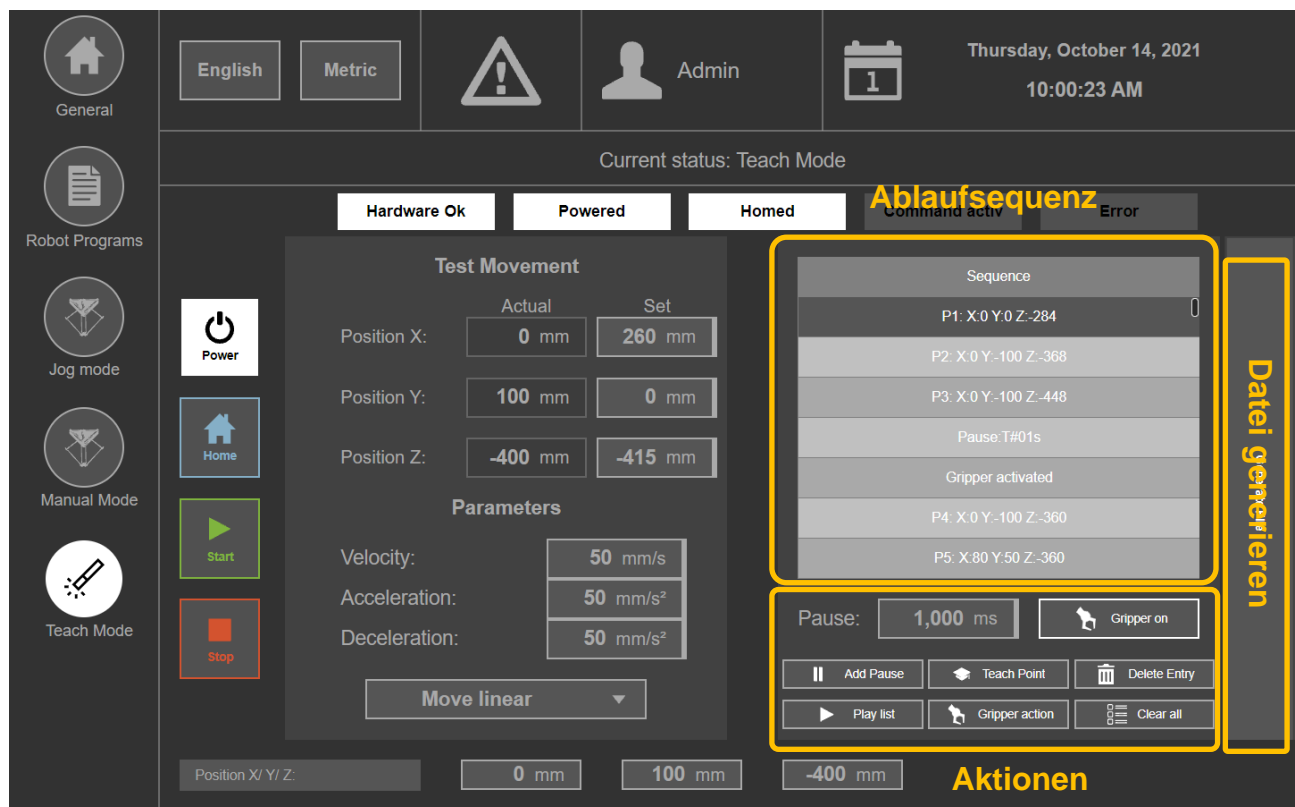 English
Metric
Admin
1
Thursday, October 14, 2021
10:00:23 AM
General
Robot Programs
Jog mode
Manual Mode
Teach Mode
Current status: Teach Mode
Hardware Ok
Powered
Homed
Command activ
Error
Ablaufsequenz
Power
Home
Start
Stop
Test Movement
Actual
Set
Position X:
0 mm
260 mm
Position Y:
100 mm
0 mm
Position Z:
-400 mm
-415 mm
Parameters
Velocity:
50 mm/s
Acceleration:
50 mm/s²
Deceleration:
50 mm/s²
Move linear
Sequence
P1: X:0 Y:0 Z:-284
P2: X:0 Y:-100 Z:-368
P3: X:0 Y:-100 Z:-448
Pause:T#01s
Gripper activated
P4: X:0 Y:-100 Z:-360
P5: X:80 Y:50 Z:-360
Pause:
1,000 ms
Gripper on
Add Pause
Teach Point
Delete Entry
Play list
Gripper action
Clear all
Datei generieren
Position X/ Y/ Z:
0 mm
100 mm
-400 mm
Aktionen